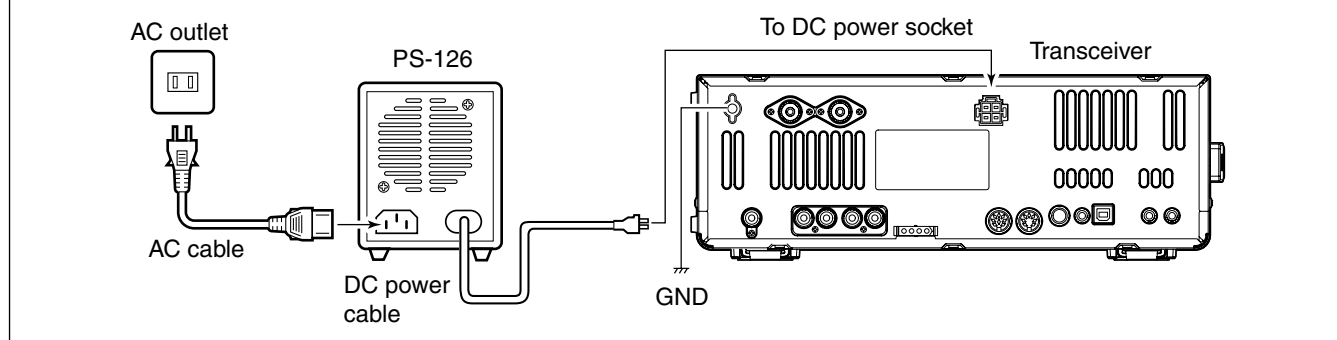 AC outlet
PS-126
To DC power socket
Transceiver
AC cable
DC power
cable
GND